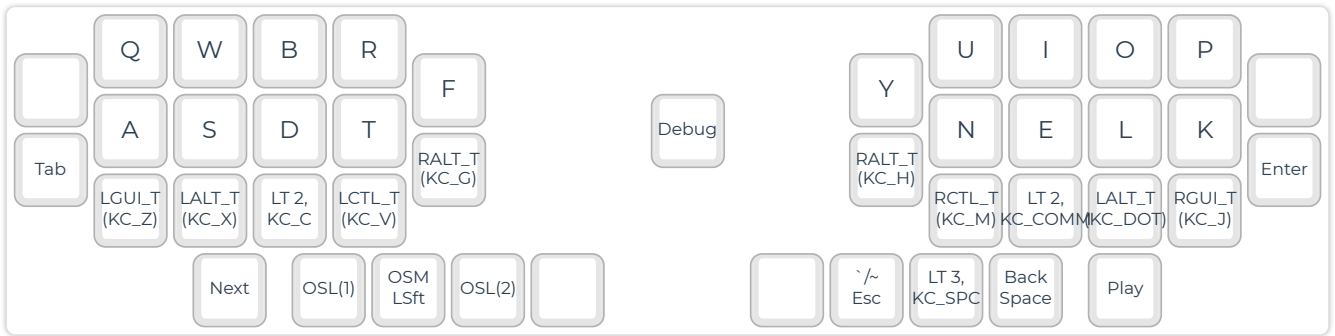 Q W B R U I O P
F Y
A S D T Debug N E L K
Tab RALT_T RALT_T Enter
(KC_G) (KC_H)
LGUI_T LALT_T LT 2, LCTL_T RCTL_T LT 2, LALT_T RGUI_T
(KC_Z) (KC_X) KC_C (KC_V) (KC_M) KC_COMM (KC_DOT) (KC_J)
Next OSL(1) OSM OSL(2) `/~ LT 3, Back Play
LSft Esc KC_SPC Space